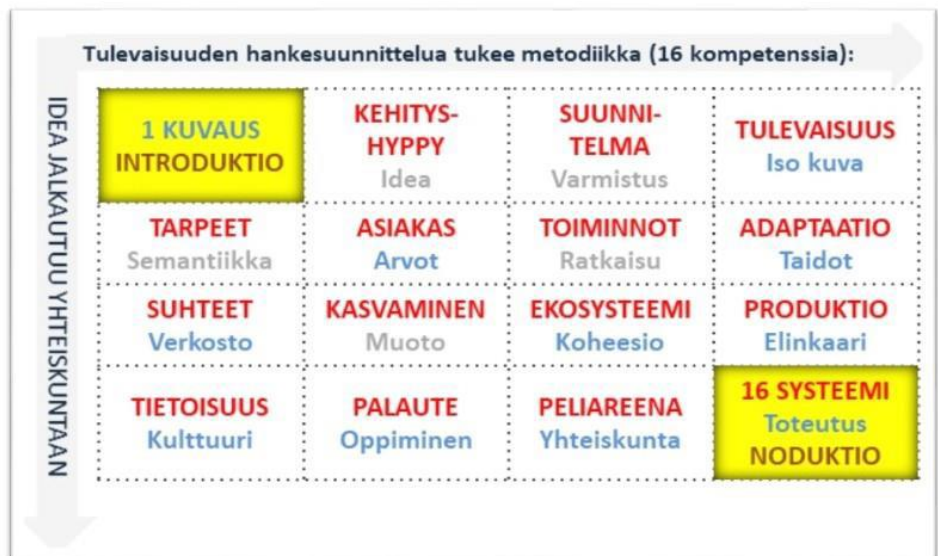 Tulevaisuuden hankesuunnittelua tukee metodiikka (16 kompetenssia):
IDEA JALKAUTUU YHTEISKUNTAAN
1 KUVAUS
INTRODUKTIO
KEHITYS-
HYPPY
Idea
SUUNNI-
TELMA
Varmistus
TULEVAISUUS
Iso kuva
TARPEET
Semantiikka
ASIAKAS
Arvot
TOIMINNOT
Ratkaisu
ADAPTAATIO
Taidot
SUHTEET
Verkosto
KASVAMINEN
Muoto
EKOSYSTEEMI
Koheesio
PRODUKTIO
Elinkaari
TIETOISUUS
Kulttuuri
PALAUTE
Oppiminen
PELIAREENA
Yhteiskunta
16 SYSTEEMI
Toteutus
NODUKTIO